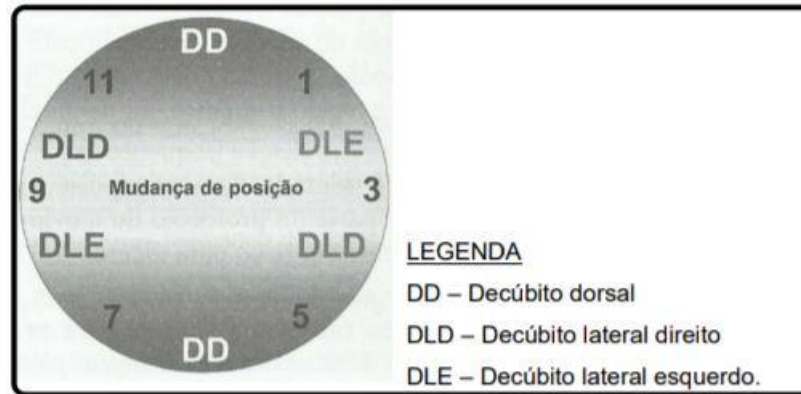 DD
11 1
DLD DLE
9 Mudança de posição 3
DLE DLD
7 5
DD
LEGENDA
DD – Decúbito dorsal
DLD – Decúbito lateral direito
DLE – Decúbito lateral esquerdo.